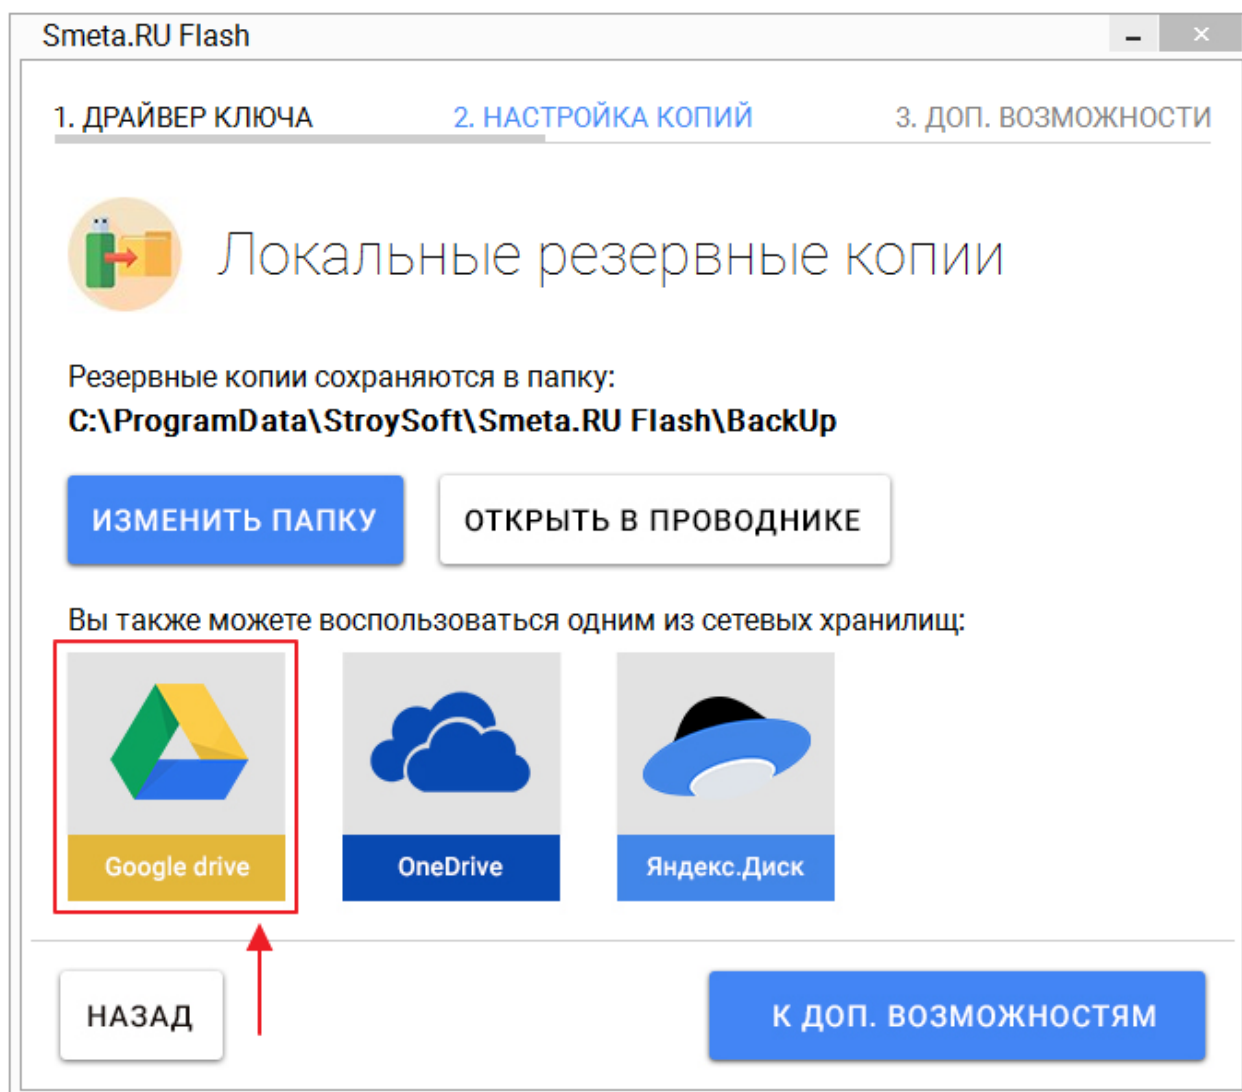 Smeta.RU Flash
1. ДРАЙВЕР КЛЮЧА
2. НАСТРОЙКА КОПИЙ
3. ДОП. ВОЗМОЖНОСТИ
Локальные резервные копии
Резервные копии сохраняются в папку:
C:\ProgramData\StroySoft\Smeta.RU Flash\BackUp
ИЗМЕНИТЬ ПАПКУ
ОТКРЫТЬ В ПРОВОДНИКЕ
Вы также можете воспользоваться одним из сетевых хранилищ:
Google drive
OneDrive
Яндекс.Диск
НАЗАД
К ДОП. ВОЗМОЖНОСТЯМ